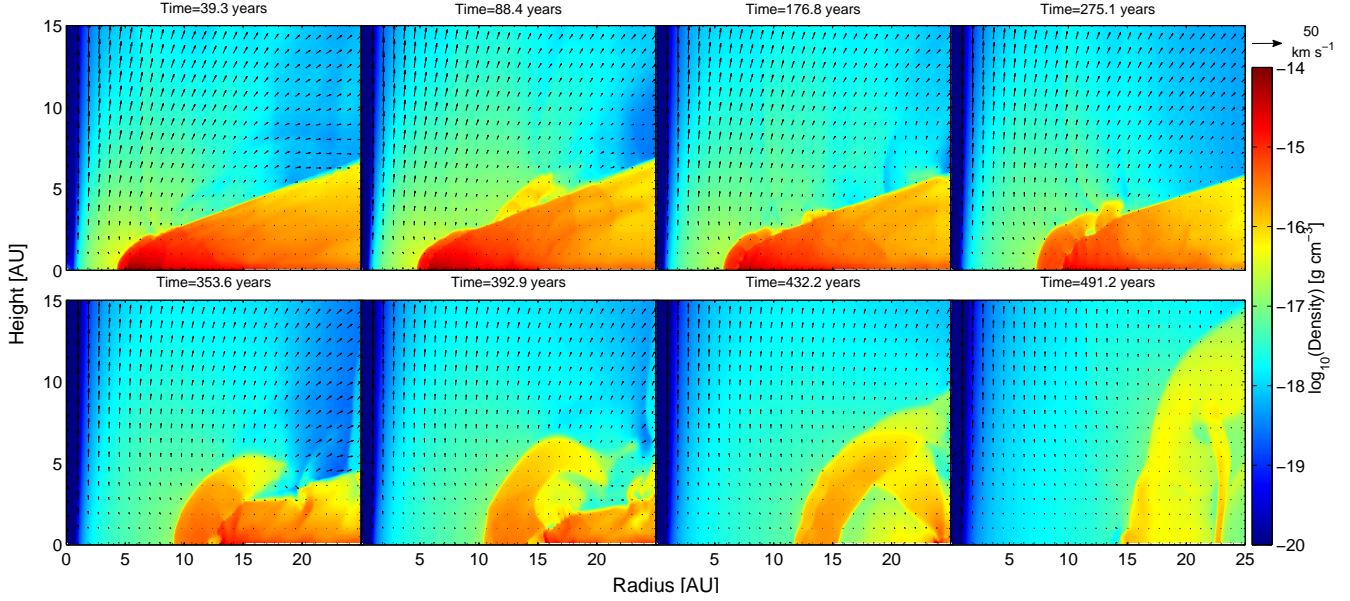 Time=39.3 years Time=88.4 years Time=176.8 years Time=275.1 years
15
10
5
0
50
km s⁻¹
−14
−15
−16
−17
−18
−19
−20
log₁₀(Density) [g cm⁻³]
Height [AU]
Time=353.6 years Time=392.9 years Time=432.2 years Time=491.2 years
15
10
5
0
0 5 10 15 20 5 10 15 20 5 10 15 20 5 10 15 20 25
Radius [AU]